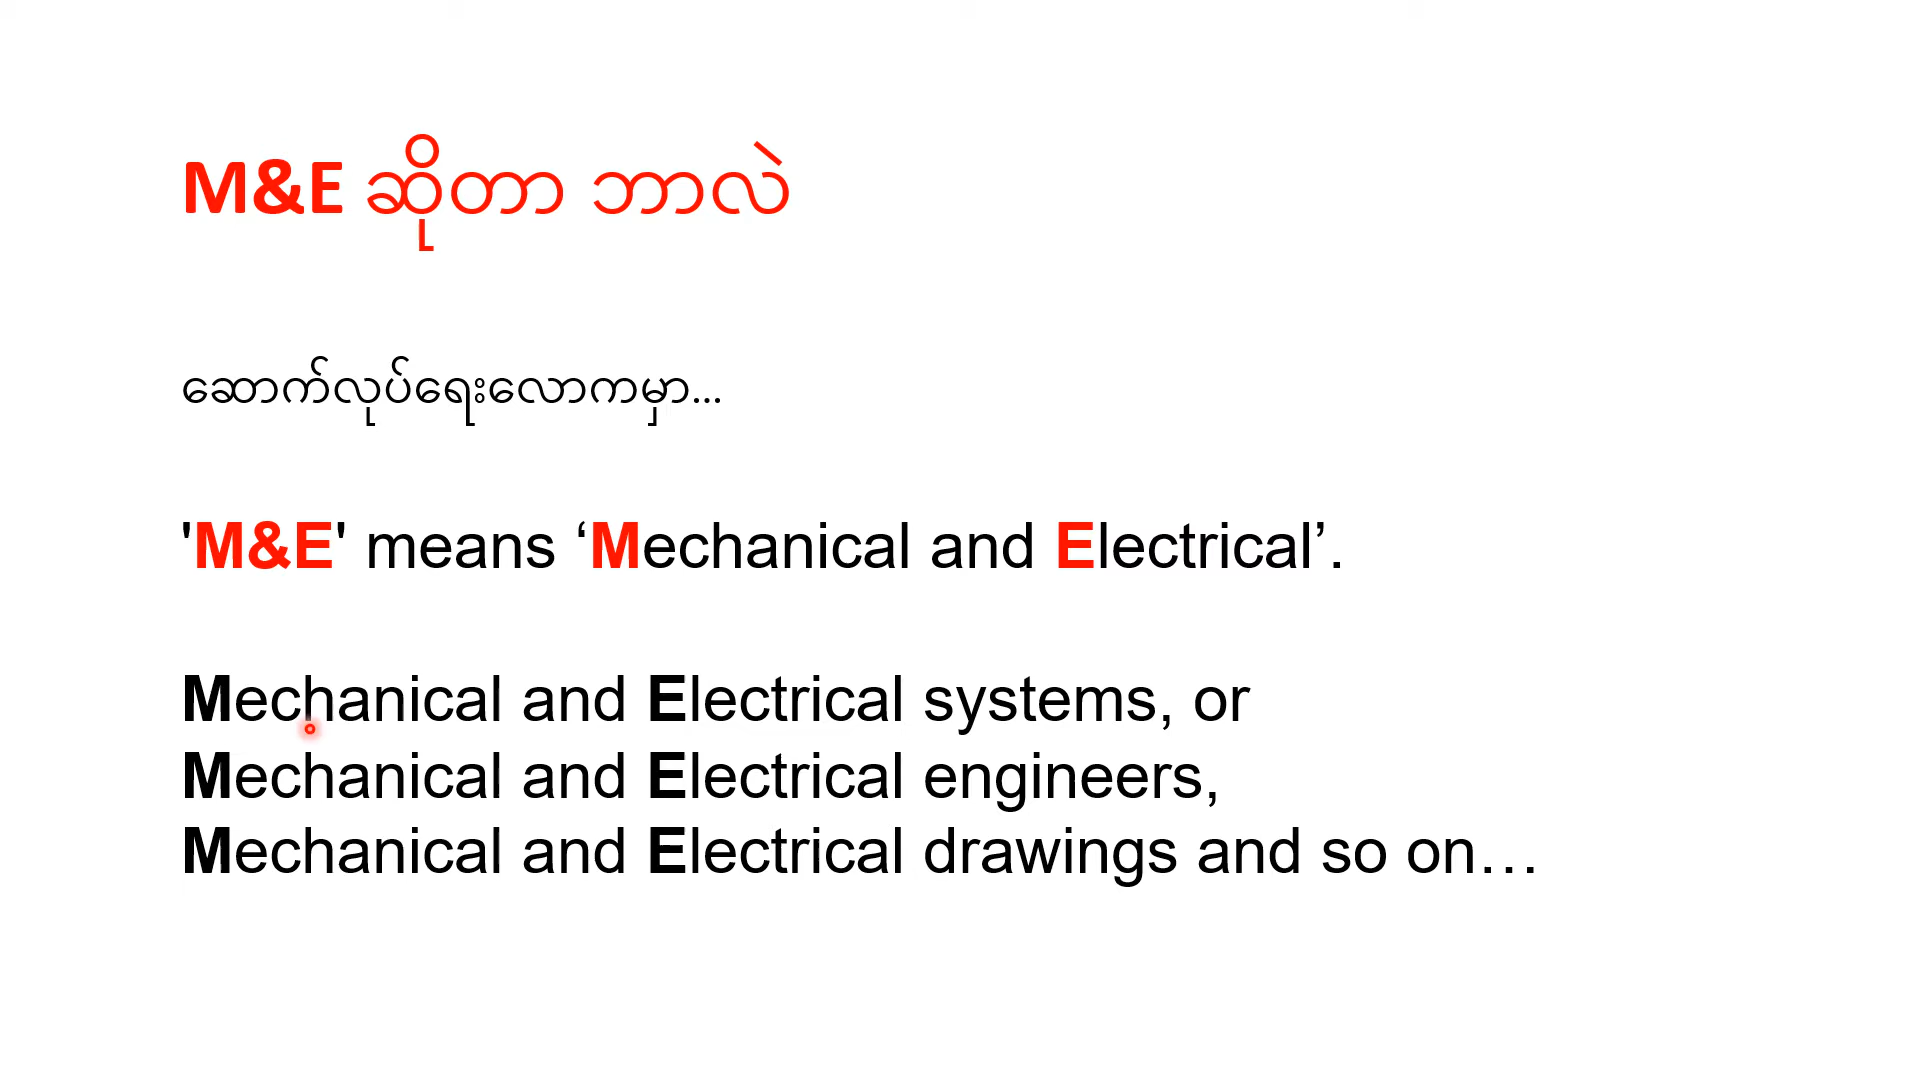 M&E ဆိုတာ ဘာလဲ
ဆောက်လုပ်ရေးလောကမှာ...
'M&E' means ‘Mechanical and Electrical’.
Mechanical and Electrical systems, or
Mechanical and Electrical engineers,
Mechanical and Electrical drawings and so on…